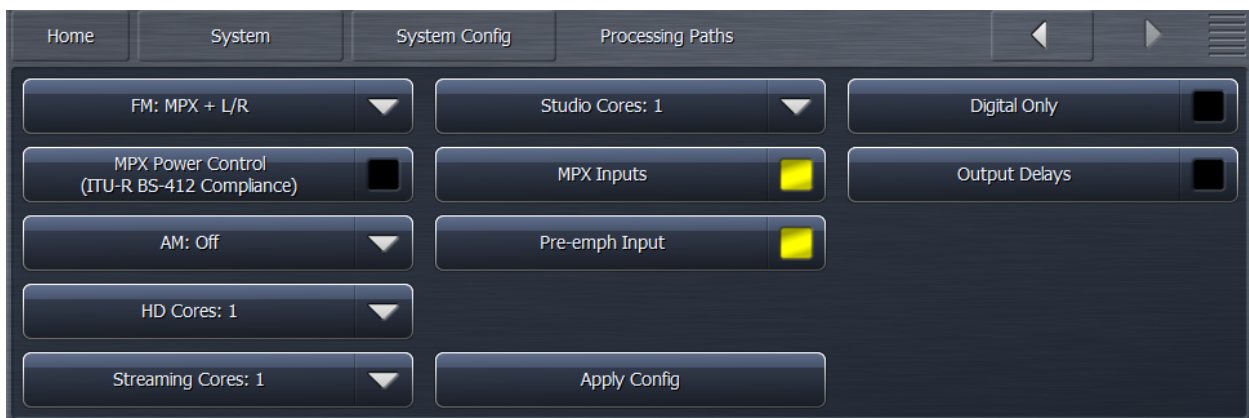 Home
System
System Config
Processing Paths
FM: MPX + L/R
Studio Cores: 1
Digital Only
MPX Power Control
(ITU-R BS-412 Compliance)
MPX Inputs
Output Delays
AM: Off
Pre-emph Input
HD Cores: 1
Streaming Cores: 1
Apply Config